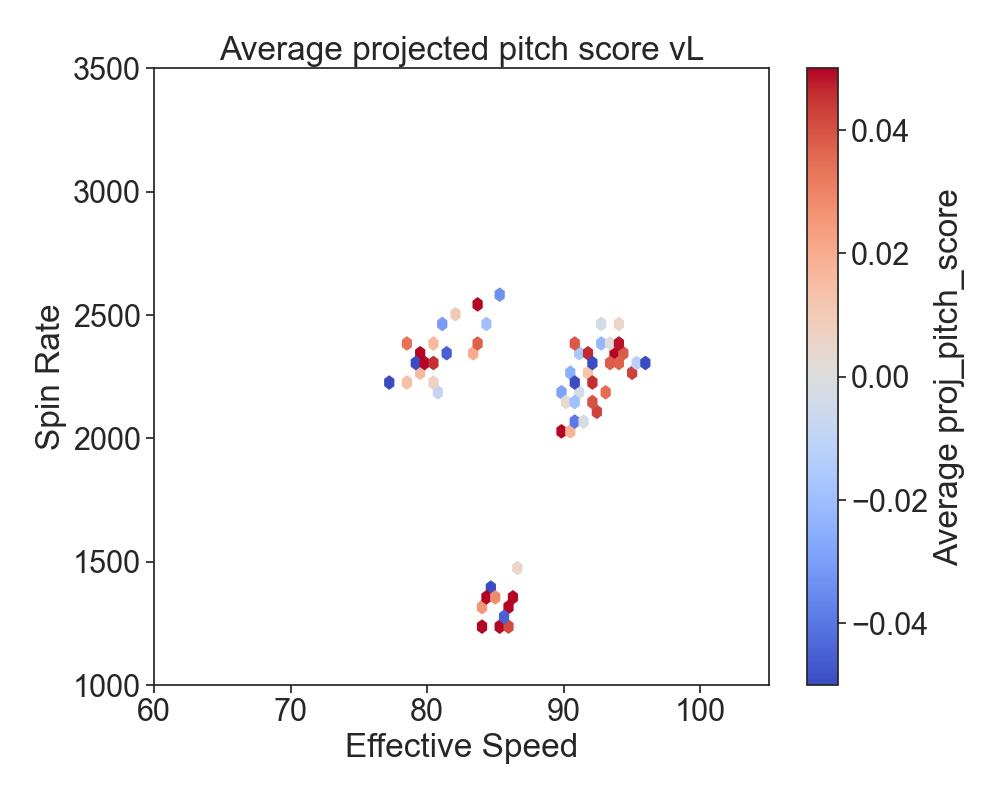 Average projected pitch score vL
3500
3000
2500
2000
1500
1000
Spin Rate
60 70 80 90 100
Effective Speed
0.04
0.02
0.00
−0.02
−0.04
Average proj_pitch_score